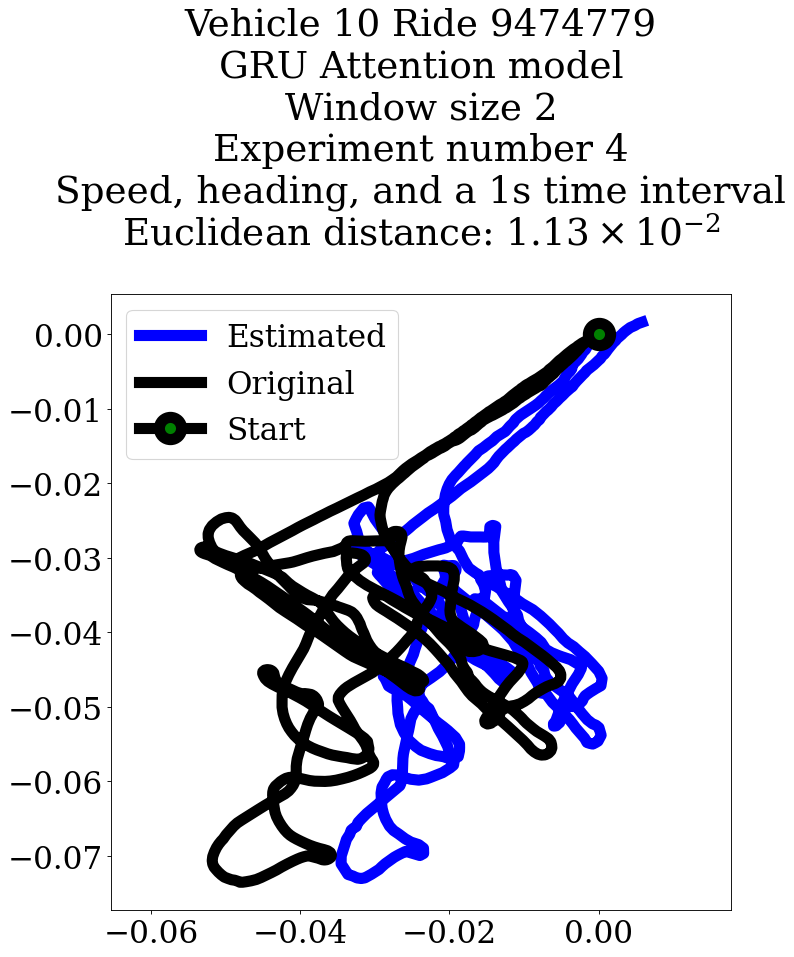 Vehicle 10 Ride 9474779
GRU Attention model
Window size 2
Experiment number 4
Speed, heading, and a 1s time interval
Euclidean distance: 1.13 × 10⁻²
Estimated
Original
Start
0.00
−0.01
−0.02
−0.03
−0.04
−0.05
−0.06
−0.07
−0.06 −0.04 −0.02 0.00